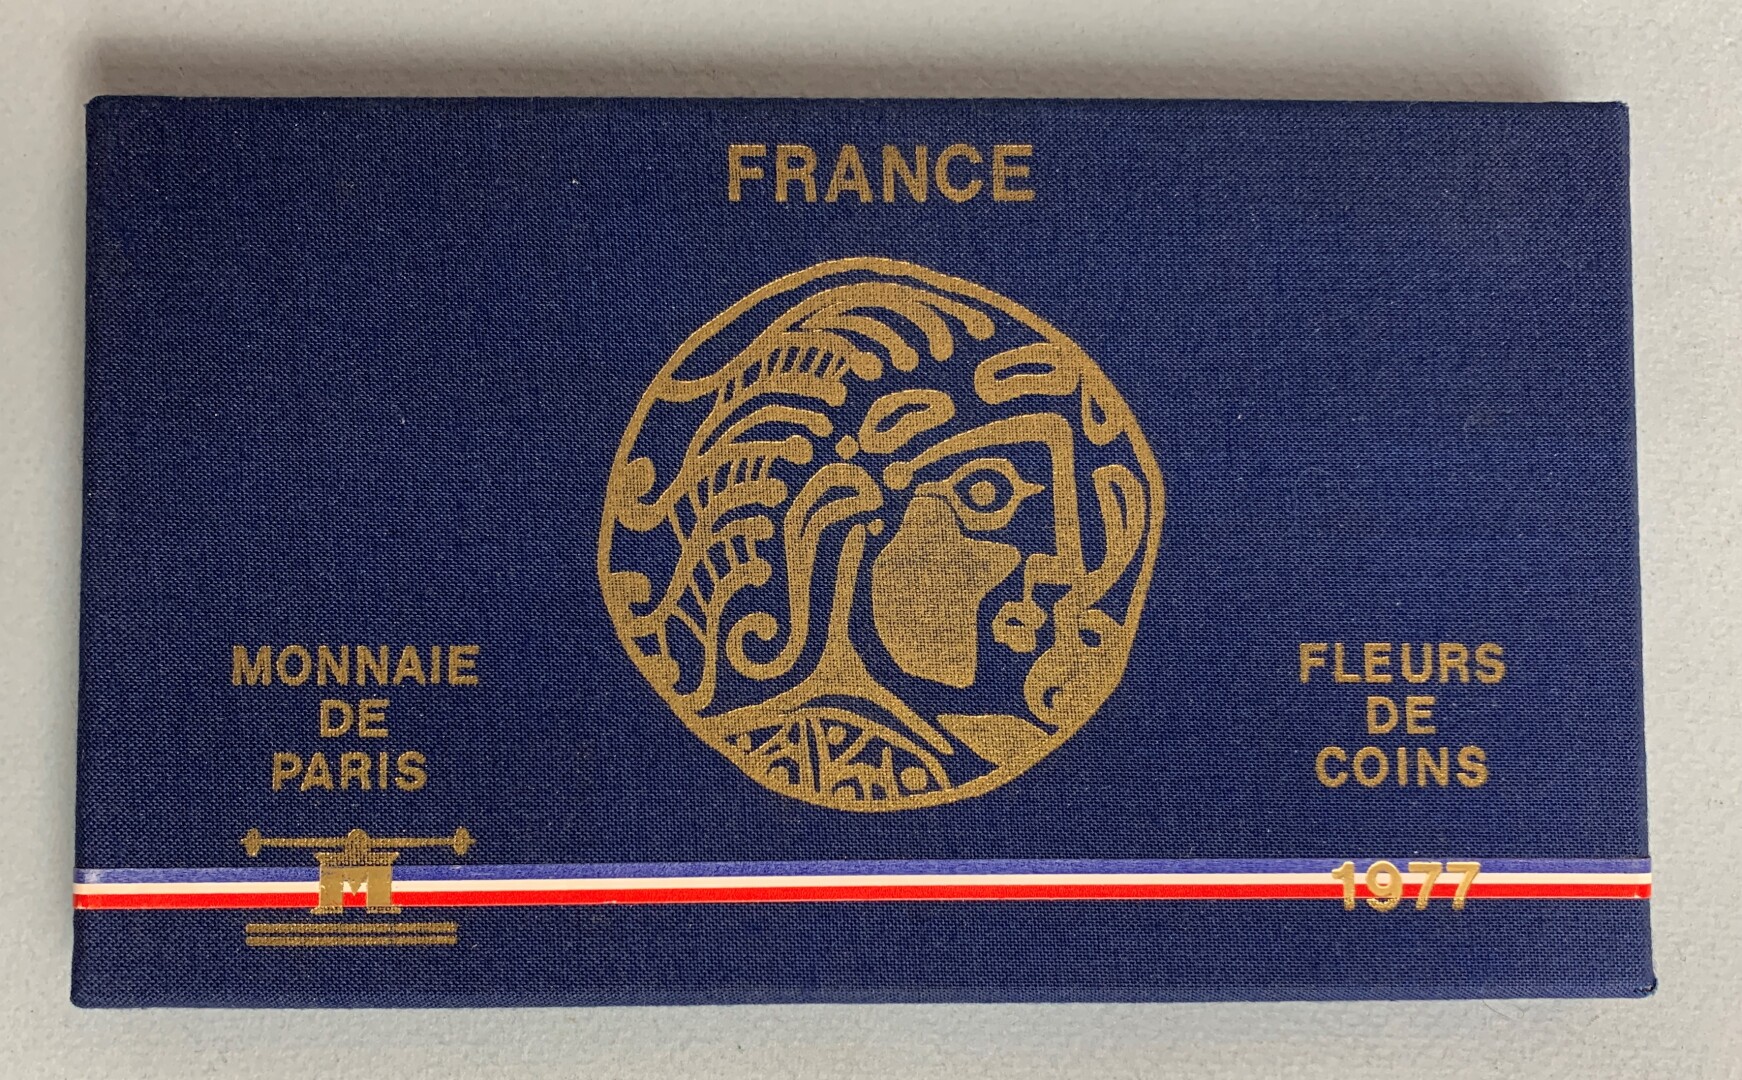 FRANCE
MONNAIE
DE
PARIS
FLEURS
DE
COINS
M
1977